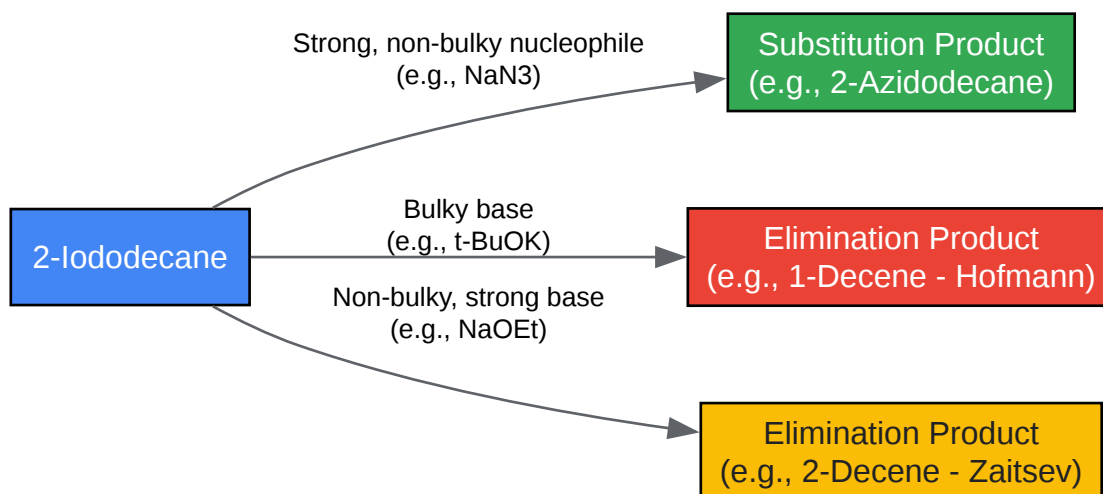 Strong, non-bulky nucleophile
(e.g., NaN3)
Substitution Product
(e.g., 2-Azidodecane)
2-Iododecane
Bulky base
(e.g., t-BuOK)
Elimination Product
(e.g., 1-Decene - Hofmann)
Non-bulky, strong base
(e.g., NaOEt)
Elimination Product
(e.g., 2-Decene - Zaitsev)